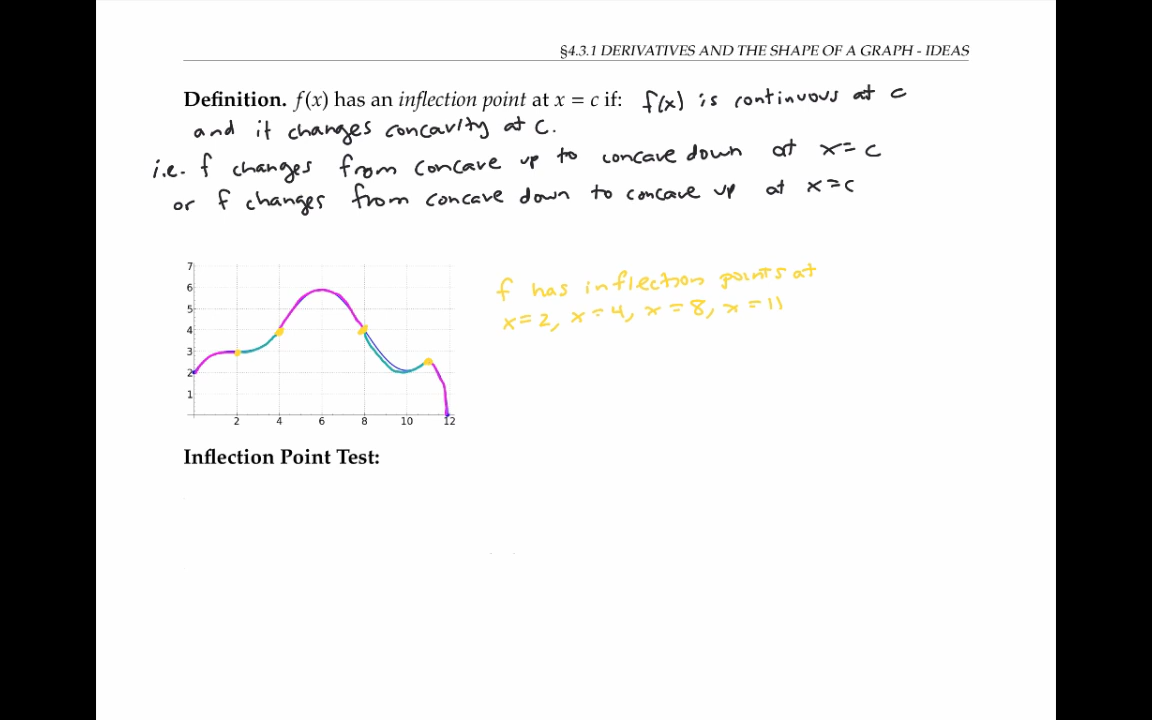 §4.3.1 DERIVATIVES AND THE SHAPE OF A GRAPH - IDEAS
Definition. f(x) has an inflection point at x = c if: f(x) is continuous at c
and it changes concavity at c.
i.e. f changes from concave up to concave down at x=c
or f changes from concave down to concave up at x=c
f has inflection points at
x=2, x=4, x=8, x=11
7
6
5
4
3
2
1
2 4 6 8 10 12
Inflection Point Test: